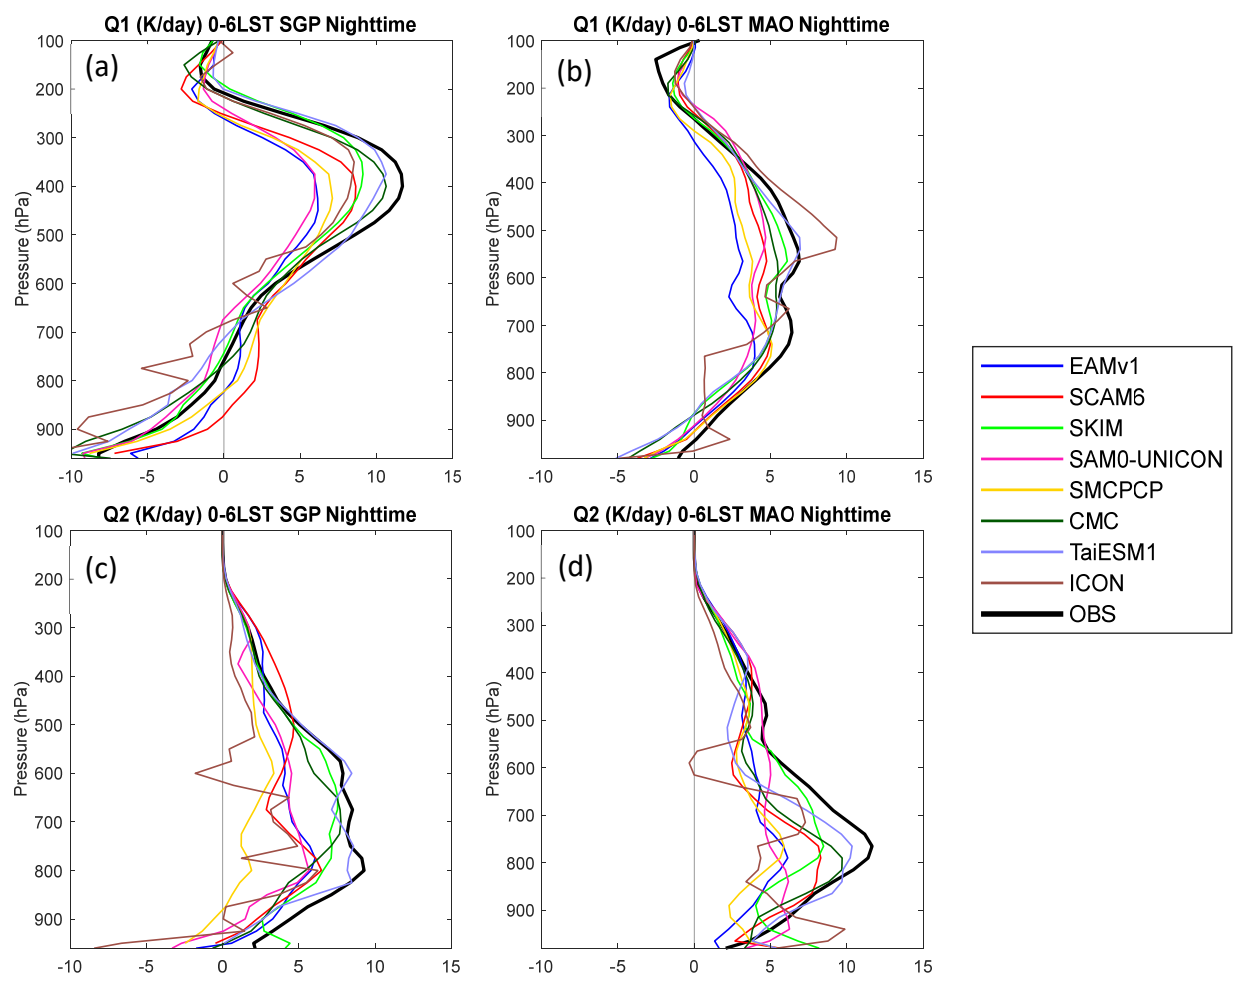 Q1 (K/day) 0-6LST SGP Nighttime
(a)
Pressure (hPa)
100
200
300
400
500
600
700
800
900
-10 -5 0 5 10 15
Q1 (K/day) 0-6LST MAO Nighttime
(b)
Pressure (hPa)
100
200
300
400
500
600
700
800
900
-10 -5 0 5 10 15
Q2 (K/day) 0-6LST SGP Nighttime
(c)
Pressure (hPa)
100
200
300
400
500
600
700
800
900
-10 -5 0 5 10 15
Q2 (K/day) 0-6LST MAO Nighttime
(d)
Pressure (hPa)
100
200
300
400
500
600
700
800
900
-10 -5 0 5 10 15
EAMv1
SCAM6
SKIM
SAM0-UNICON
SMCPCP
CMC
TaiESM1
ICON
OBS